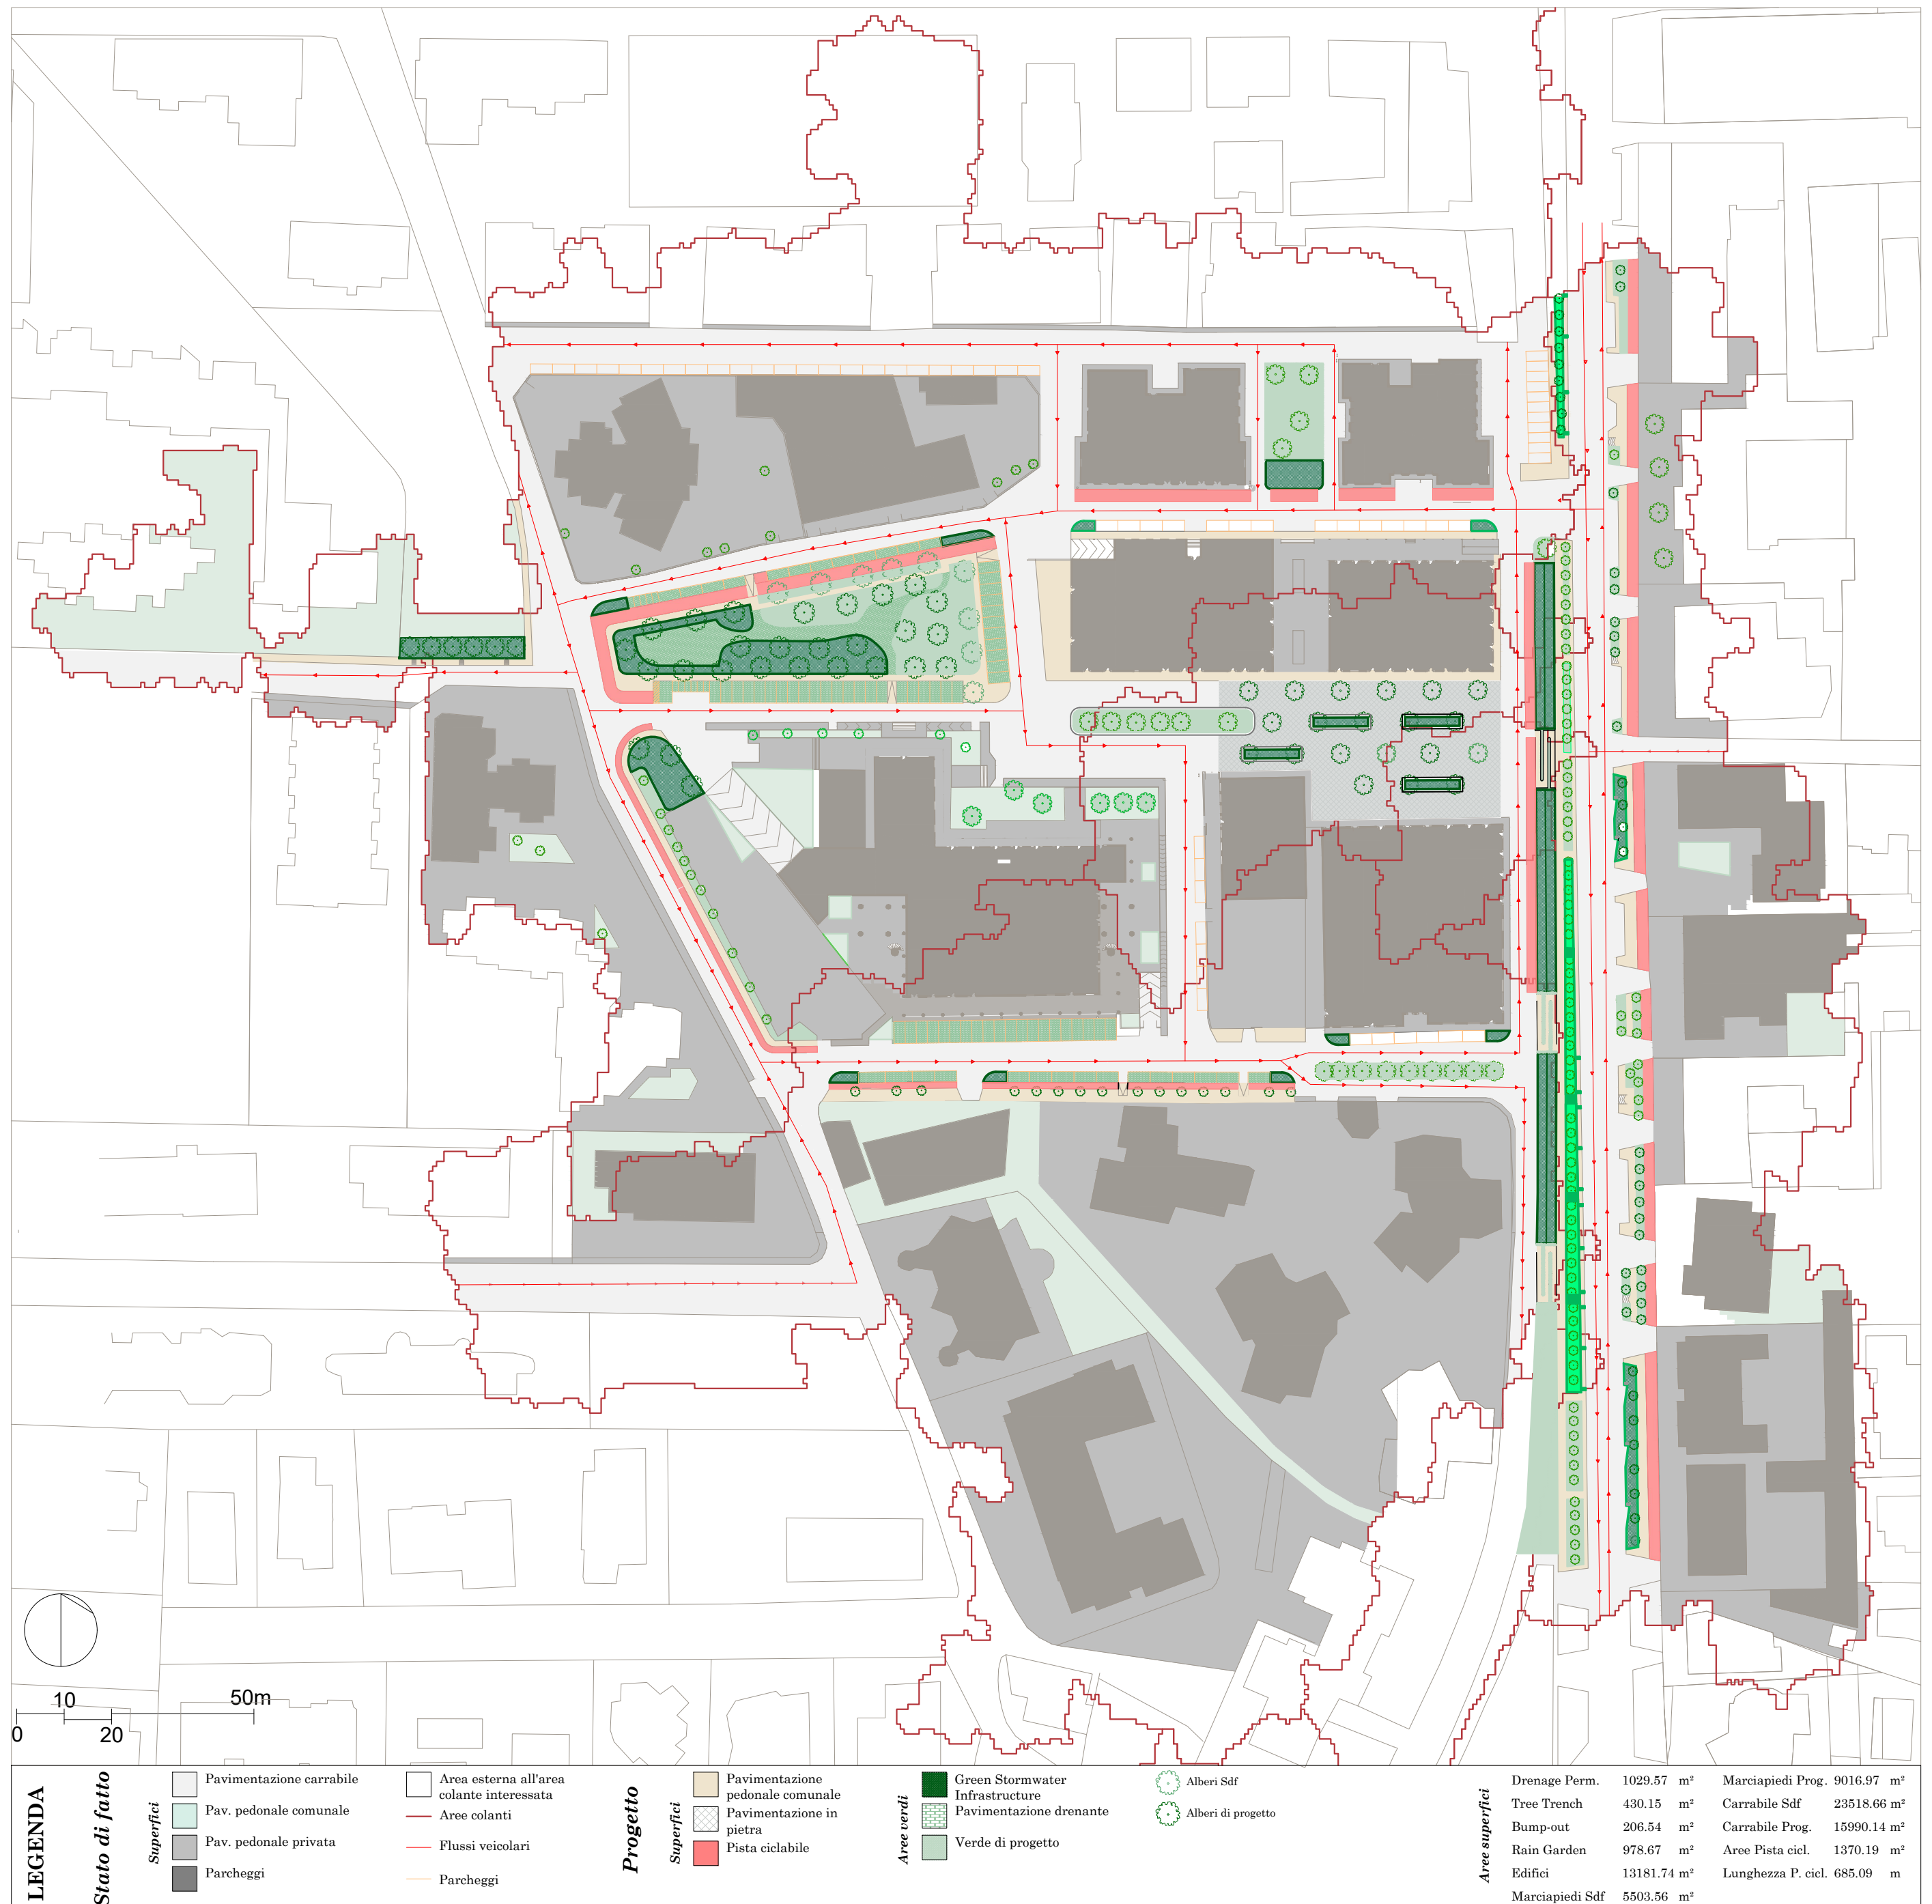 10
50m
0
20
LEGENDA
Stato di fatto
Superfici
Pavimentazione carrabile
Pav. pedonale comunale
Pav. pedonale privata
Parcheggi
Area esterna all'area
colante interessata
Aree colanti
Flussi veicolari
Parcheggi
Progetto
Superfici
Pavimentazione
pedonale comunale
Pavimentazione in
pietra
Pista ciclabile
Aree verdi
Green Stormwater
Infrastructure
Pavimentazione drenante
Verde di progetto
Alberi Sdf
Alberi di progetto
Aree superfici
Drenage Perm. 1029.57 m²
Tree Trench 430.15 m²
Bump-out 206.54 m²
Rain Garden 978.67 m²
Edifici 13181.74 m²
Marciapiedi Sdf 5503.56 m²
Marciapiedi Prog. 9016.97 m²
Carrabile Sdf 23518.66 m²
Carrabile Prog. 15990.14 m²
Aree Pista cicl. 1370.19 m²
Lunghezza P. cicl. 685.09 m